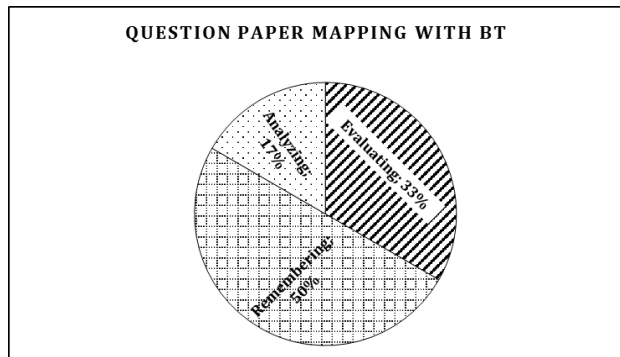 QUESTION PAPER MAPPING WITH BT
Analyzing;
17%
Evaluating; 33%
Remembering;
50%